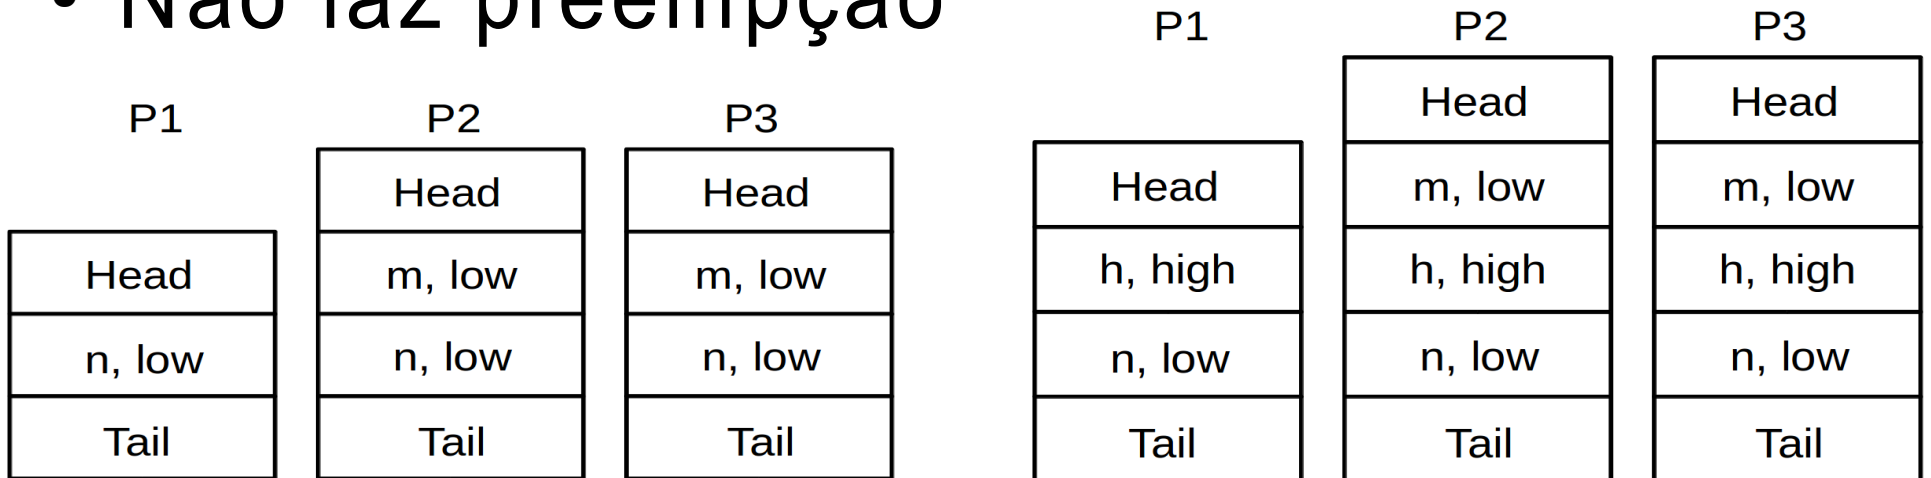 • Não faz preempção
P1 P2 P3
Head Head
Head m, low m, low
n, low n, low n, low
Tail Tail Tail
P1 P2 P3
Head Head
Head m, low m, low
h, high h, high h, high
n, low n, low n, low
Tail Tail Tail